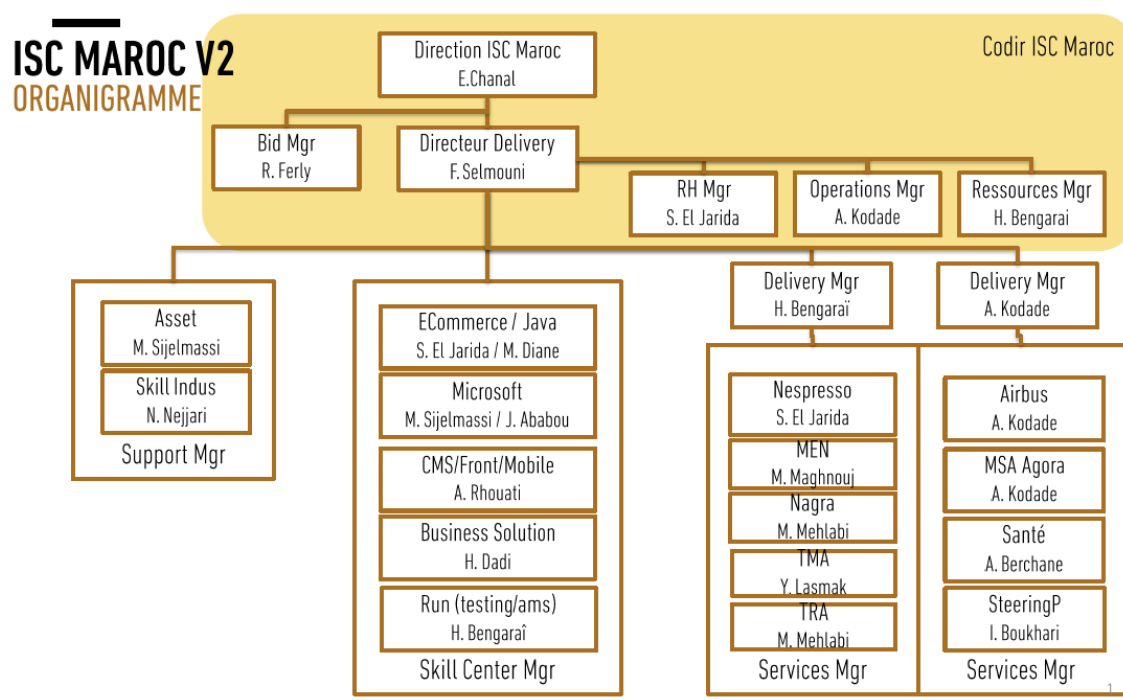 ISC MAROC V2
ORGANIGRAMME
Codir ISC Maroc
Direction ISC Maroc
E.Chanal
Bid Mgr
R. Ferly
Directeur Delivery
F. Selmouni
RH Mgr
S. El Jarida
Operations Mgr
A. Kodade
Ressources Mgr
H. Bengarai
Asset
M. Sijelmassi
Skill Indus
N. Nejjari
Support Mgr
ECommerce / Java
S. El Jarida / M. Diane
Microsoft
M. Sijelmassi / J. Ababou
CMS/Front/Mobile
A. Rhouati
Business Solution
H. Dadi
Run (testing/ams)
H. Bengaraî
Skill Center Mgr
Delivery Mgr
H. Bengaraï
Nespresso
S. El Jarida
MEN
M. Maghnouj
Nagra
M. Mehlabi
TMA
Y. Lasmak
TRA
M. Mehlabi
Services Mgr
Delivery Mgr
A. Kodade
Airbus
A. Kodade
MSA Agora
A. Kodade
Santé
A. Berchane
SteeringP
I. Boukhari
Services Mgr
1